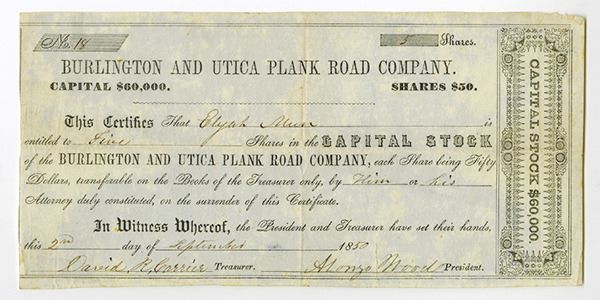 No. 18 5 Shares.
BURLINGTON AND UTICA PLANK ROAD COMPANY.
CAPITAL $60,000. SHARES $50.
This Certifies That Elijah Munn is
entitled to Five Shares in the CAPITAL STOCK
of the BURLINGTON AND UTICA PLANK ROAD COMPANY, each Share being Fifty
Dollars, transferable on the Books of the Treasurer only, by Him or his
Attorney duly constituted, on the surrender of this Certificate.
In Witness Whereof, the President and Treasurer have set their hands,
this 2nd day of September 1850
David R. Carrier Treasurer. Alonzo Wood President.
CAPITAL STOCK $60,000.